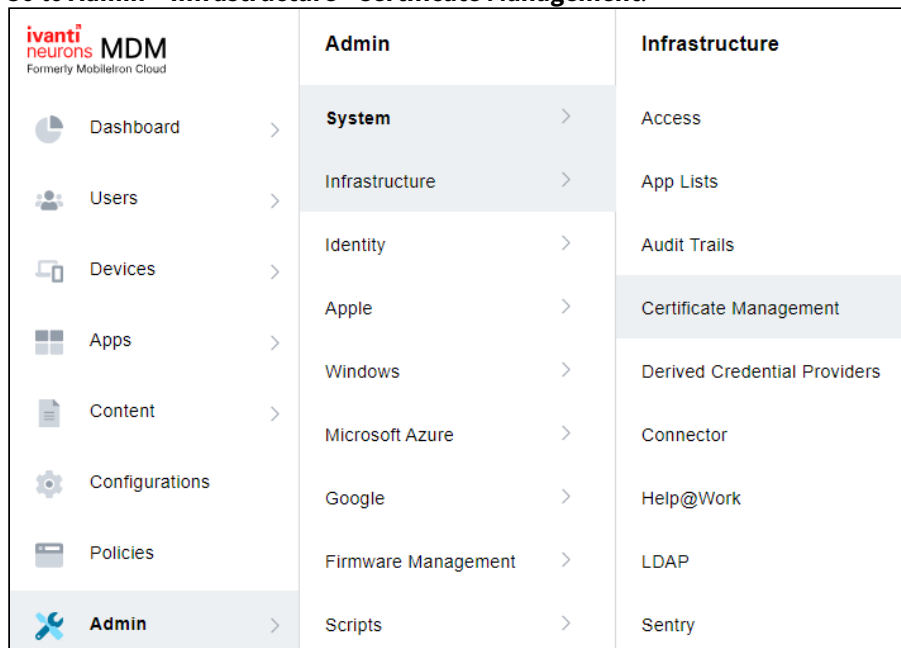 ivanti
neurons MDM
Formerly MobileIron Cloud
Dashboard
Users
Devices
Apps
Content
Configurations
Policies
Admin
Admin
System
Infrastructure
Identity
Apple
Windows
Microsoft Azure
Google
Firmware Management
Scripts
Infrastructure
Access
App Lists
Audit Trails
Certificate Management
Derived Credential Providers
Connector
Help@Work
LDAP
Sentry